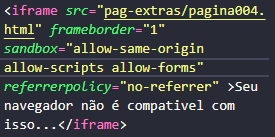 <iframe src="pag-extras/pagina004.
html" frameborder="1"
sandbox="allow-same-origin
allow-scripts allow-forms"
referrerpolicy="no-referrer" >Seu
navegador não é compativel com
isso...</iframe>